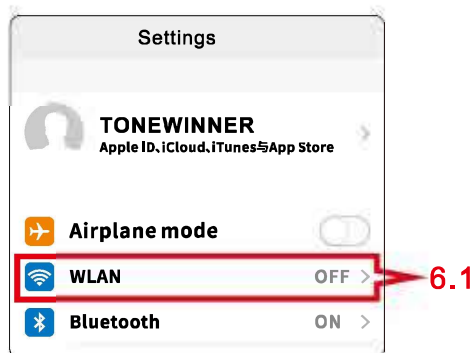 Settings
TONEWINNER
Apple ID、iCloud、iTunes与App Store
Airplane mode
WLAN OFF
6.1
Bluetooth ON